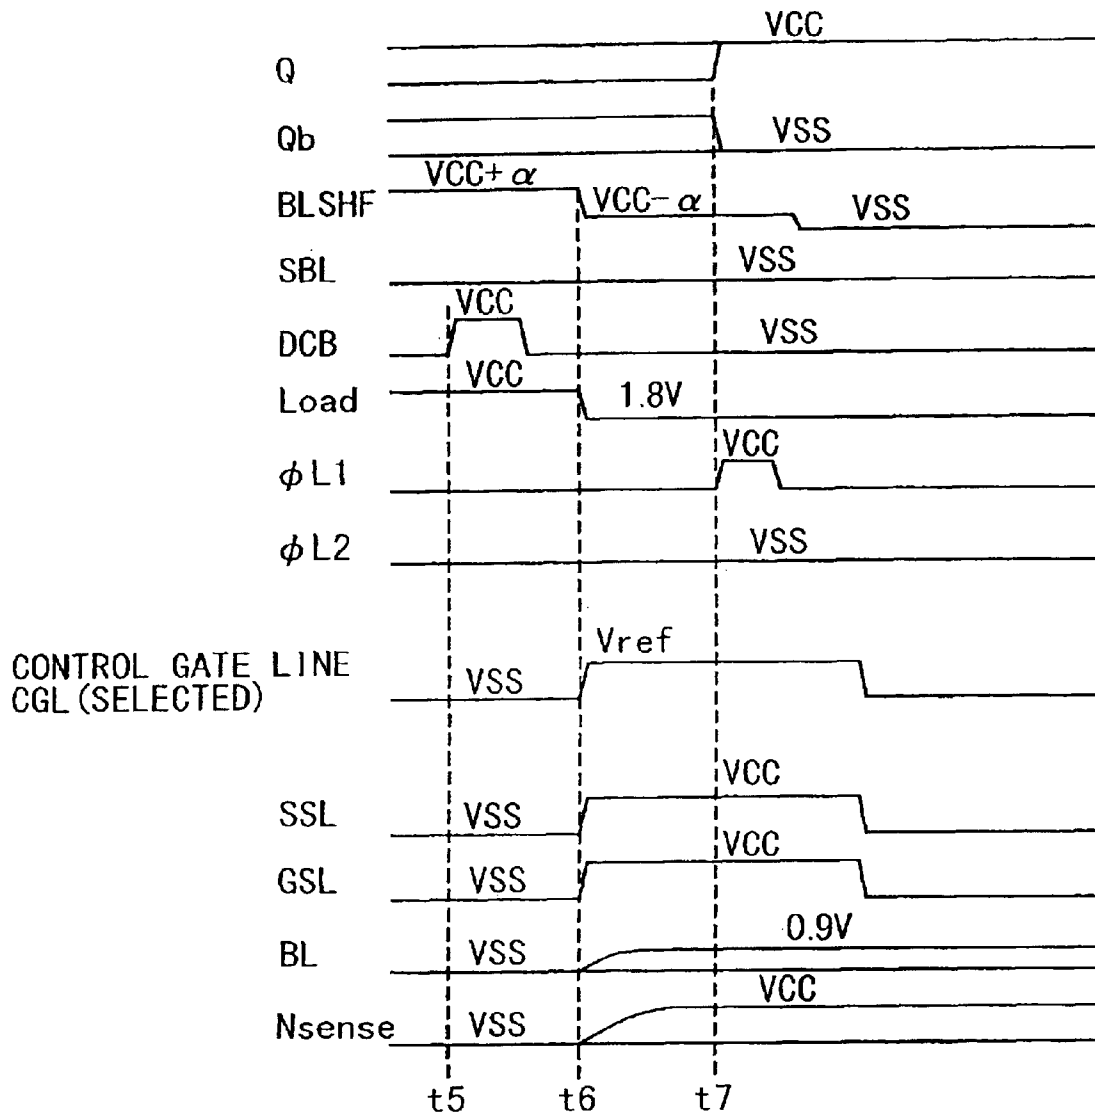 VCC
Q
Qb VSS
VCC+α
BLSHF VCC-α VSS
SBL VSS
VCC
DCB VSS
VCC
Load 1.8V
VCC
φL1
φL2 VSS
Vref
CONTROL GATE LINE
CGL(SELECTED) VSS
VCC
SSL VSS
VCC
GSL VSS
0.9V
BL VSS
VCC
Nsense VSS
t5 t6 t7